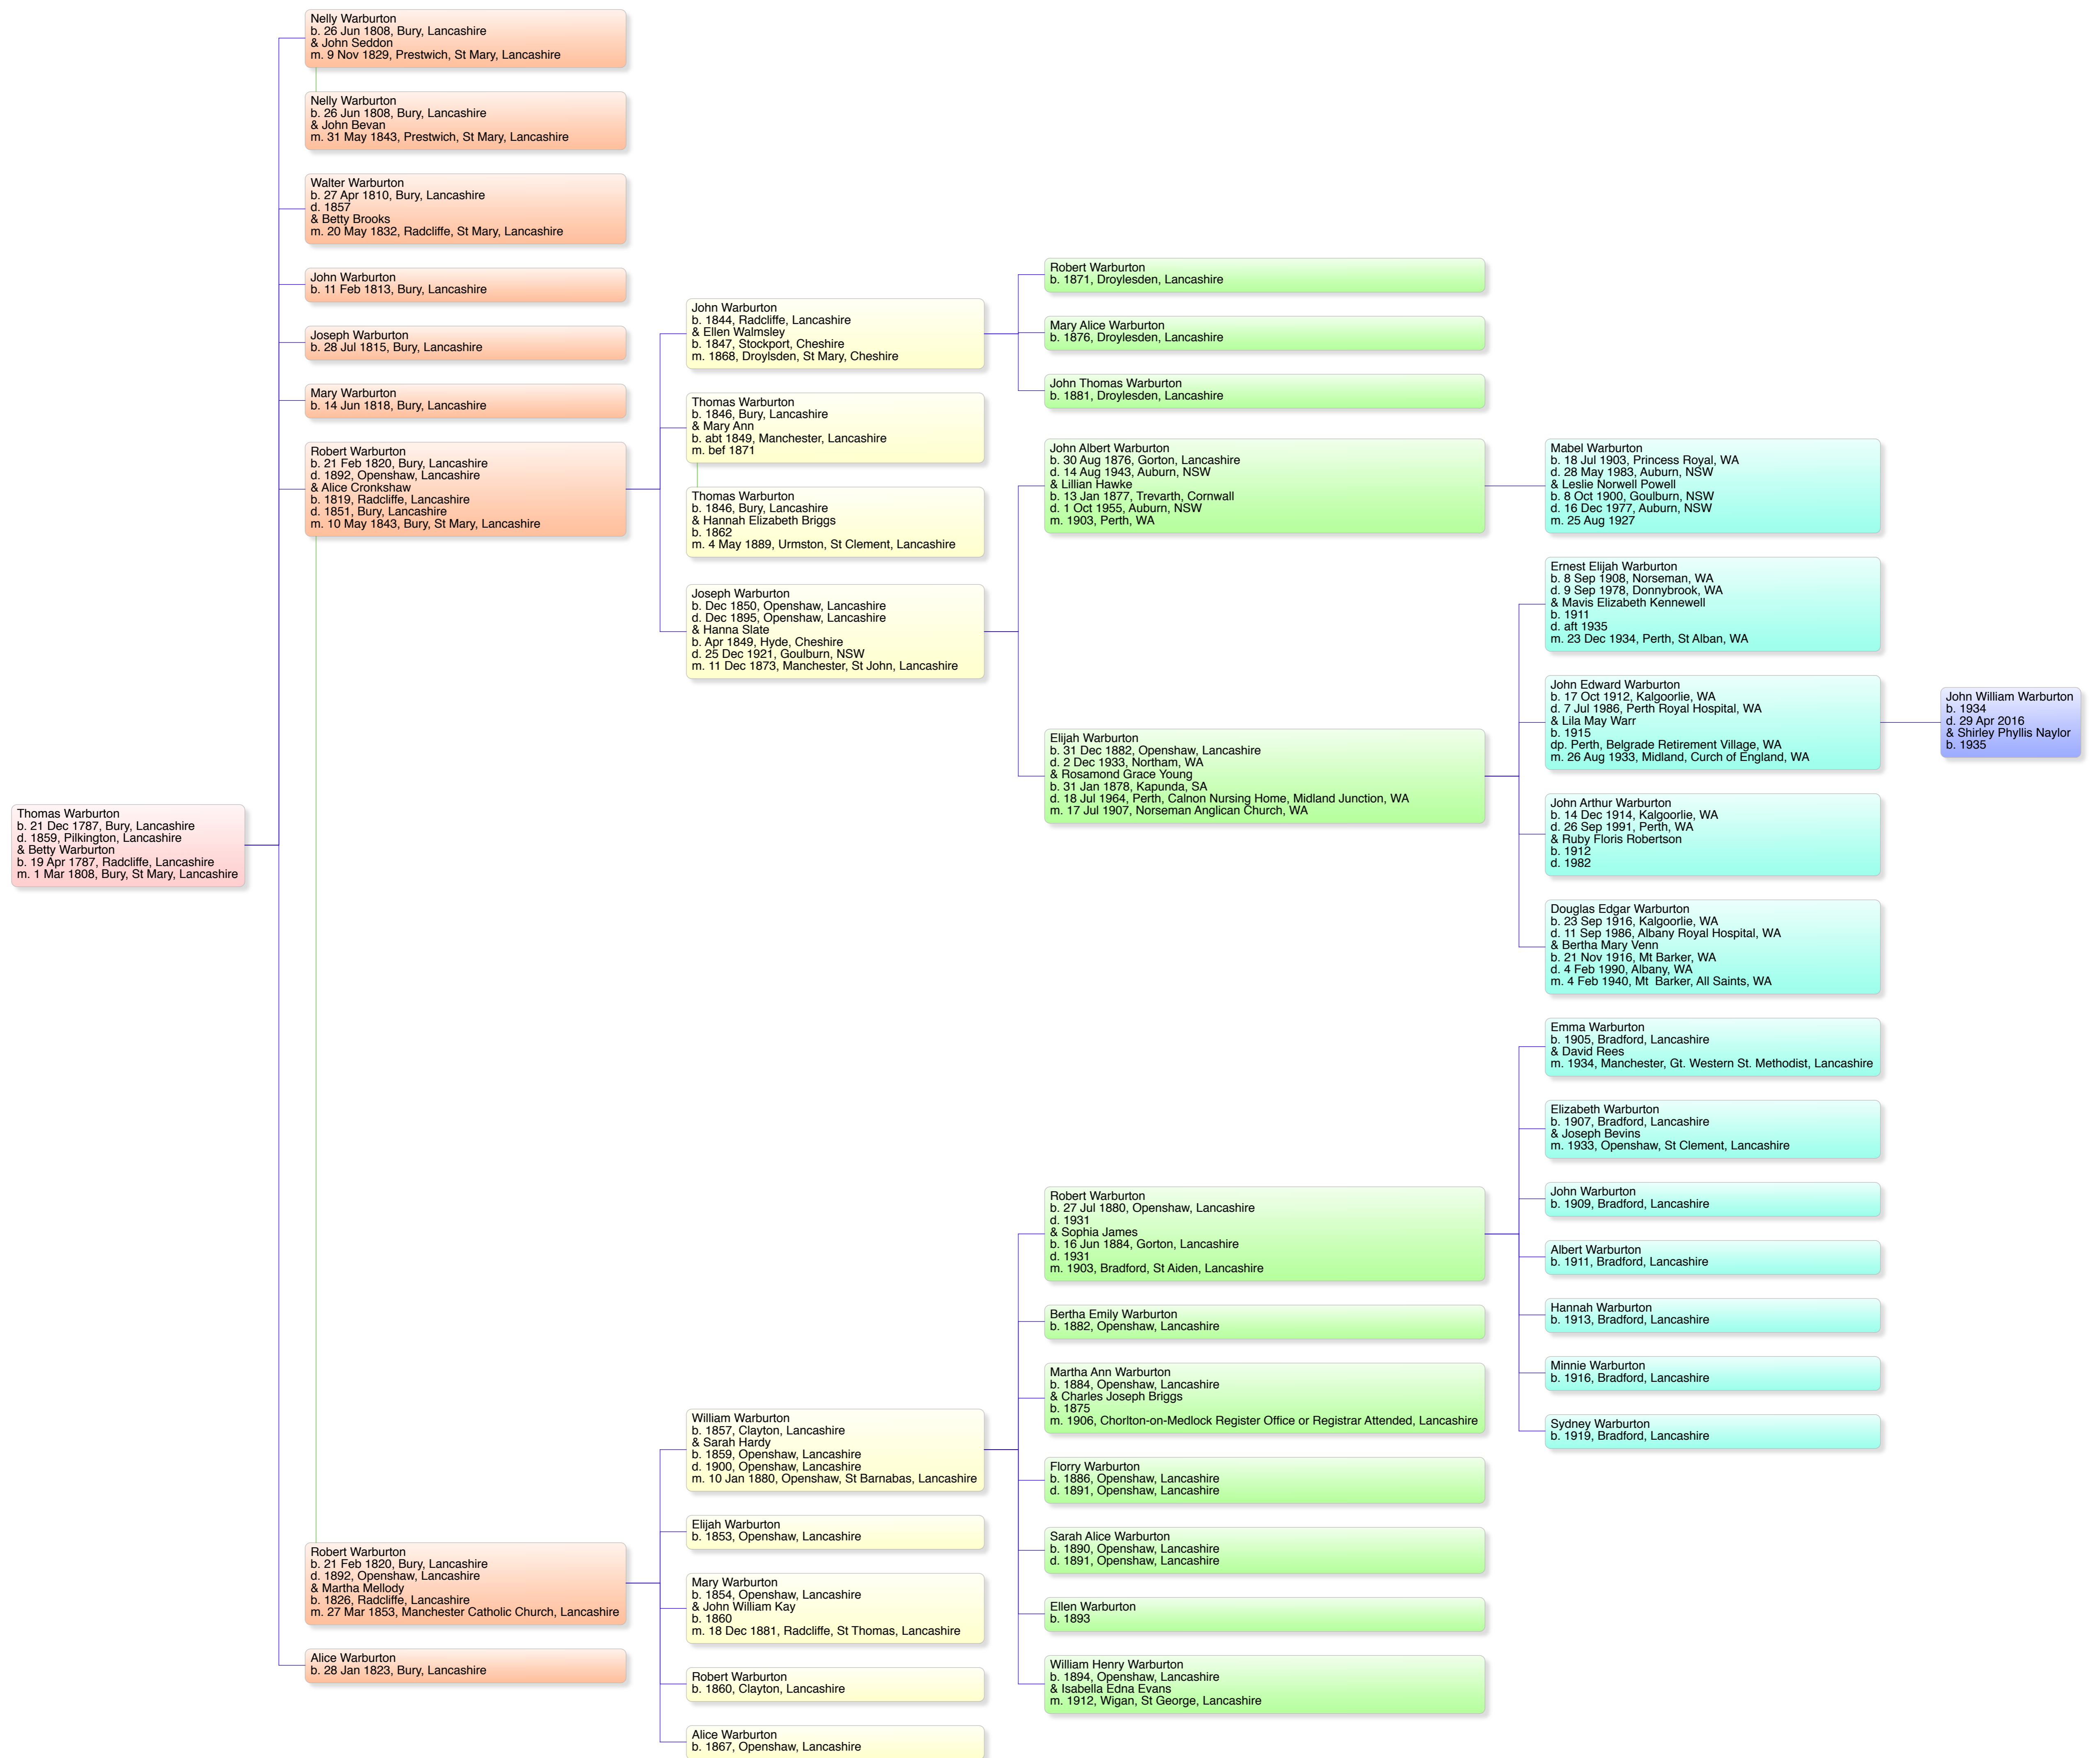 Thomas Warburton
b. 21 Dec 1787, Bury, Lancashire
d. 1859, Pilkington, Lancashire
& Betty Warburton
b. 19 Apr 1787, Radcliffe, Lancashire
m. 1 Mar 1808, Bury, St Mary, Lancashire
Nelly Warburton
b. 26 Jun 1808, Bury, Lancashire
& John Seddon
m. 9 Nov 1829, Prestwich, St Mary, Lancashire
Nelly Warburton
b. 26 Jun 1808, Bury, Lancashire
& John Bevan
m. 31 May 1843, Prestwich, St Mary, Lancashire
Walter Warburton
b. 27 Apr 1810, Bury, Lancashire
d. 1857
& Betty Brooks
m. 20 May 1832, Radcliffe, St Mary, Lancashire
John Warburton
b. 11 Feb 1813, Bury, Lancashire
Joseph Warburton
b. 28 Jul 1815, Bury, Lancashire
Mary Warburton
b. 14 Jun 1818, Bury, Lancashire
Robert Warburton
b. 21 Feb 1820, Bury, Lancashire
d. 1892, Openshaw, Lancashire
& Alice Cronkshaw
b. 1819, Radcliffe, Lancashire
d. 1851, Bury, Lancashire
m. 10 May 1843, Bury, St Mary, Lancashire
Robert Warburton
b. 21 Feb 1820, Bury, Lancashire
d. 1892, Openshaw, Lancashire
& Martha Mellody
b. 1826, Radcliffe, Lancashire
m. 27 Mar 1853, Manchester Catholic Church, Lancashire
Alice Warburton
b. 28 Jan 1823, Bury, Lancashire
John Warburton
b. 1844, Radcliffe, Lancashire
& Ellen Walmsley
b. 1847, Stockport, Cheshire
m. 1868, Droylsden, St Mary, Cheshire
Thomas Warburton
b. 1846, Bury, Lancashire
& Mary Ann
b. abt 1849, Manchester, Lancashire
m. bef 1871
Thomas Warburton
b. 1846, Bury, Lancashire
& Hannah Elizabeth Briggs
b. 1862
m. 4 May 1889, Urmston, St Clement, Lancashire
Joseph Warburton
b. Dec 1850, Openshaw, Lancashire
d. Dec 1895, Openshaw, Lancashire
& Hanna Slate
b. Apr 1849, Hyde, Cheshire
d. 25 Dec 1921, Goulburn, NSW
m. 11 Dec 1873, Manchester, St John, Lancashire
William Warburton
b. 1857, Clayton, Lancashire
& Sarah Hardy
b. 1859, Openshaw, Lancashire
d. 1900, Openshaw, Lancashire
m. 10 Jan 1880, Openshaw, St Barnabas, Lancashire
Elijah Warburton
b. 1853, Openshaw, Lancashire
Mary Warburton
b. 1854, Openshaw, Lancashire
& John William Kay
b. 1860
m. 18 Dec 1881, Radcliffe, St Thomas, Lancashire
Robert Warburton
b. 1860, Clayton, Lancashire
Alice Warburton
b. 1867, Openshaw, Lancashire
Robert Warburton
b. 1871, Droylesden, Lancashire
Mary Alice Warburton
b. 1876, Droylesden, Lancashire
John Thomas Warburton
b. 1881, Droylesden, Lancashire
John Albert Warburton
b. 30 Aug 1876, Gorton, Lancashire
d. 14 Aug 1943, Auburn, NSW
& Lillian Hawke
b. 13 Jan 1877, Trevarth, Cornwall
d. 1 Oct 1955, Auburn, NSW
m. 1903, Perth, WA
Elijah Warburton
b. 31 Dec 1882, Openshaw, Lancashire
d. 2 Dec 1933, Northam, WA
& Rosamond Grace Young
b. 31 Jan 1878, Kapunda, SA
d. 18 Jul 1964, Perth, Calnon Nursing Home, Midland Junction, WA
m. 17 Jul 1907, Norseman Anglican Church, WA
Robert Warburton
b. 27 Jul 1880, Openshaw, Lancashire
d. 1931
& Sophia James
b. 16 Jun 1884, Gorton, Lancashire
d. 1931
m. 1903, Bradford, St Aiden, Lancashire
Bertha Emily Warburton
b. 1882, Openshaw, Lancashire
Martha Ann Warburton
b. 1884, Openshaw, Lancashire
& Charles Joseph Briggs
b. 1875
m. 1906, Chorlton-on-Medlock Register Office or Registrar Attended, Lancashire
Florry Warburton
b. 1886, Openshaw, Lancashire
d. 1891, Openshaw, Lancashire
Sarah Alice Warburton
b. 1890, Openshaw, Lancashire
d. 1891, Openshaw, Lancashire
Ellen Warburton
b. 1893
William Henry Warburton
b. 1894, Openshaw, Lancashire
& Isabella Edna Evans
m. 1912, Wigan, St George, Lancashire
Mabel Warburton
b. 18 Jul 1903, Princess Royal, WA
d. 28 May 1983, Auburn, NSW
& Leslie Norwell Powell
b. 8 Oct 1900, Goulburn, NSW
d. 16 Dec 1977, Auburn, NSW
m. 25 Aug 1927
Ernest Elijah Warburton
b. 8 Sep 1908, Norseman, WA
d. 9 Sep 1978, Donnybrook, WA
& Mavis Elizabeth Kennewell
b. 1911
d. aft 1935
m. 23 Dec 1934, Perth, St Alban, WA
John Edward Warburton
b. 17 Oct 1912, Kalgoorlie, WA
d. 7 Jul 1986, Perth Royal Hospital, WA
& Lila May Warr
b. 1915
dp. Perth, Belgrade Retirement Village, WA
m. 26 Aug 1933, Midland, Curch of England, WA
John Arthur Warburton
b. 14 Dec 1914, Kalgoorlie, WA
d. 26 Sep 1991, Perth, WA
& Ruby Floris Robertson
b. 1912
d. 1982
Douglas Edgar Warburton
b. 23 Sep 1916, Kalgoorlie, WA
d. 11 Sep 1986, Albany Royal Hospital, WA
& Bertha Mary Venn
b. 21 Nov 1916, Mt Barker, WA
d. 4 Feb 1990, Albany, WA
m. 4 Feb 1940, Mt Barker, All Saints, WA
Emma Warburton
b. 1905, Bradford, Lancashire
& David Rees
m. 1934, Manchester, Gt. Western St. Methodist, Lancashire
Elizabeth Warburton
b. 1907, Bradford, Lancashire
& Joseph Bevins
m. 1933, Openshaw, St Clement, Lancashire
John Warburton
b. 1909, Bradford, Lancashire
Albert Warburton
b. 1911, Bradford, Lancashire
Hannah Warburton
b. 1913, Bradford, Lancashire
Minnie Warburton
b. 1916, Bradford, Lancashire
Sydney Warburton
b. 1919, Bradford, Lancashire
John William Warburton
b. 1934
d. 29 Apr 2016
& Shirley Phyllis Naylor
b. 1935